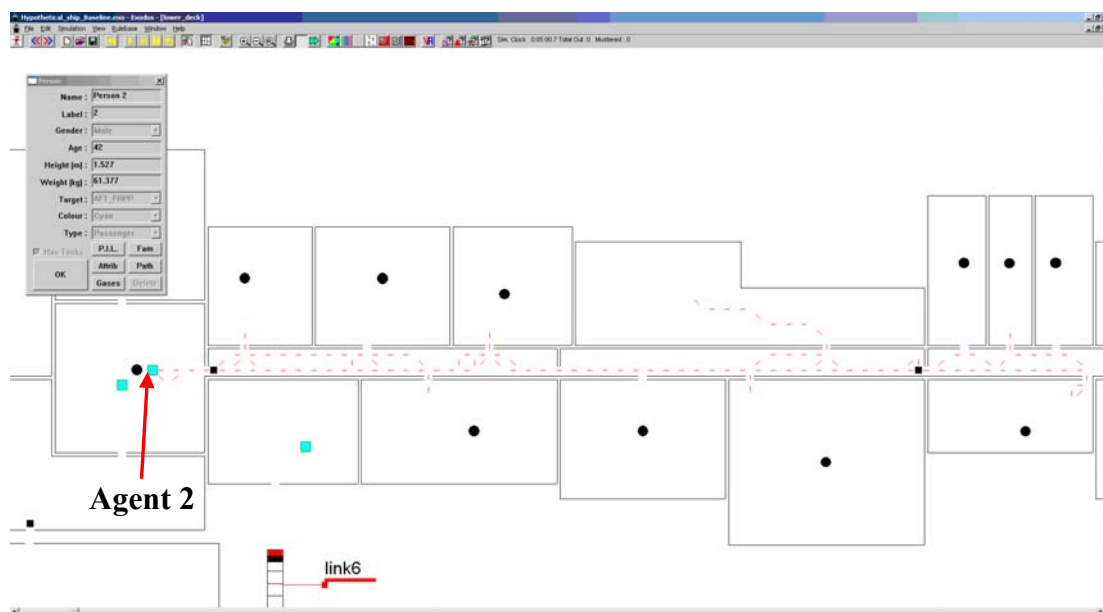 Hypothetical_ship_Baseline.exo - Exodus - [lower_deck]
File Edit Simulation View Rulebase Window Help
Sim. Clock 0:05:00.7 Total Out :0 Mustered : 0
Person
Name : Person 2
Label : 2
Gender : Male
Age : 42
Height [m] : 1.527
Weight [kg] : 61.377
Target : AFT_FRPP
Colour : Cyan
Type : Passenger
Has Tasks P.I.L. Fam
OK Attrib Path
Gases Delete
Agent 2
link6